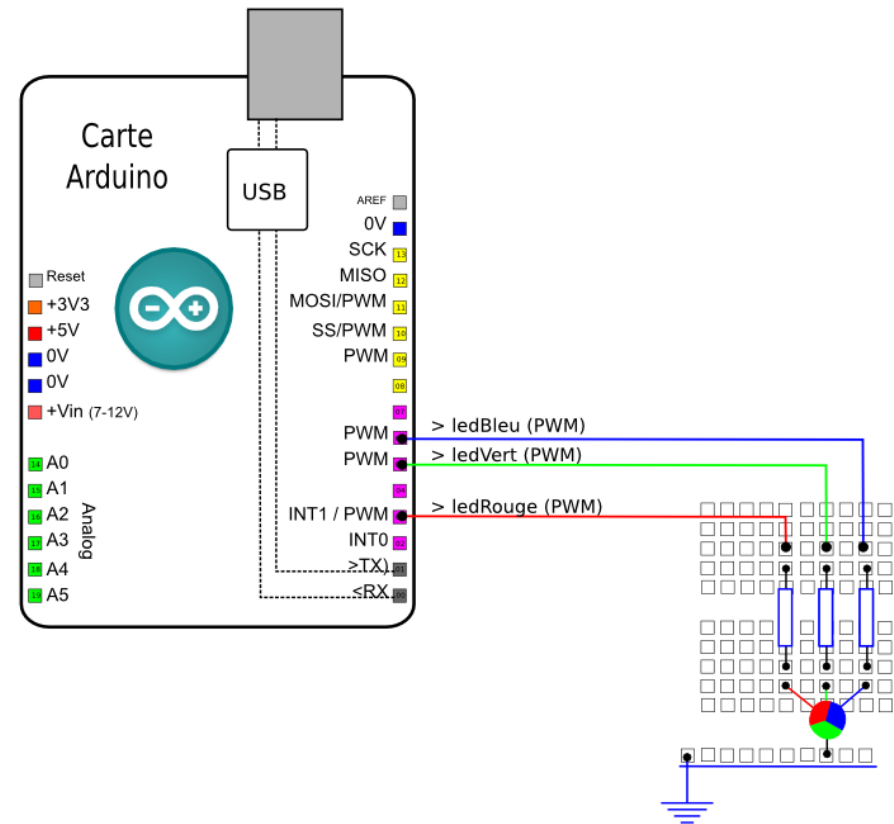 Carte
Arduino
USB
AREF
0V
SCK 13
MISO 12
MOSI/PWM 11
SS/PWM 10
PWM 09
08
07
PWM
PWM
04
INT1 / PWM
INT0 02
>TX) 01
<RX 00
Reset
+3V3
+5V
0V
0V
+Vin (7-12V)
14 A0
15 A1
16 A2
17 A3
18 A4
19 A5
Analog
> ledBleu (PWM)
> ledVert (PWM)
> ledRouge (PWM)